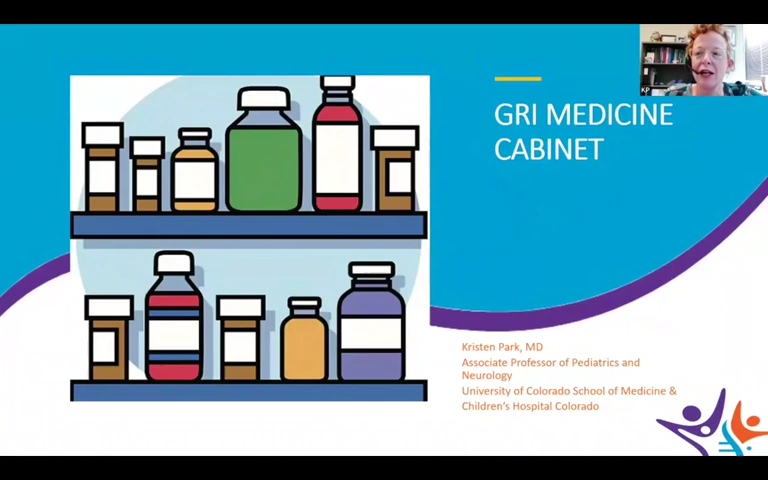 GRI MEDICINE
CABINET
Kristen Park, MD
Associate Professor of Pediatrics and
Neurology
University of Colorado School of Medicine &
Children's Hospital Colorado
KP